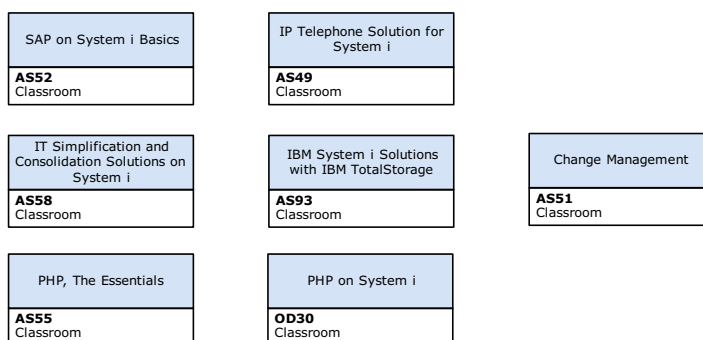 SAP on System i Basics
AS52
Classroom
IP Telephone Solution for
System i
AS49
Classroom
IT Simplification and
Consolidation Solutions on
System i
AS58
Classroom
IBM System i Solutions
with IBM TotalStorage
AS93
Classroom
Change Management
AS51
Classroom
PHP, The Essentials
AS55
Classroom
PHP on System i
OD30
Classroom